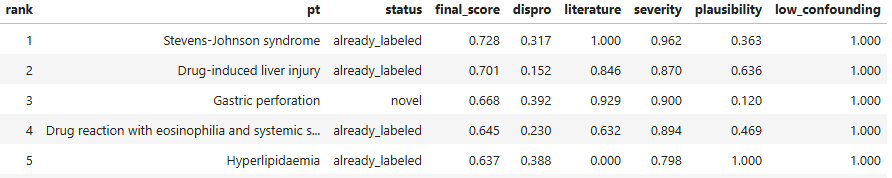 rank pt status final_score dispro literature severity plausibility low_confounding
1 Stevens-Johnson syndrome already_labeled 0.728 0.317 1.000 0.962 0.363 1.000
2 Drug-induced liver injury already_labeled 0.701 0.152 0.846 0.870 0.636 1.000
3 Gastric perforation novel 0.668 0.392 0.929 0.900 0.120 1.000
4 Drug reaction with eosinophilia and systemic s... already_labeled 0.645 0.230 0.632 0.894 0.469 1.000
5 Hyperlipidaemia already_labeled 0.637 0.388 0.000 0.798 1.000 1.000